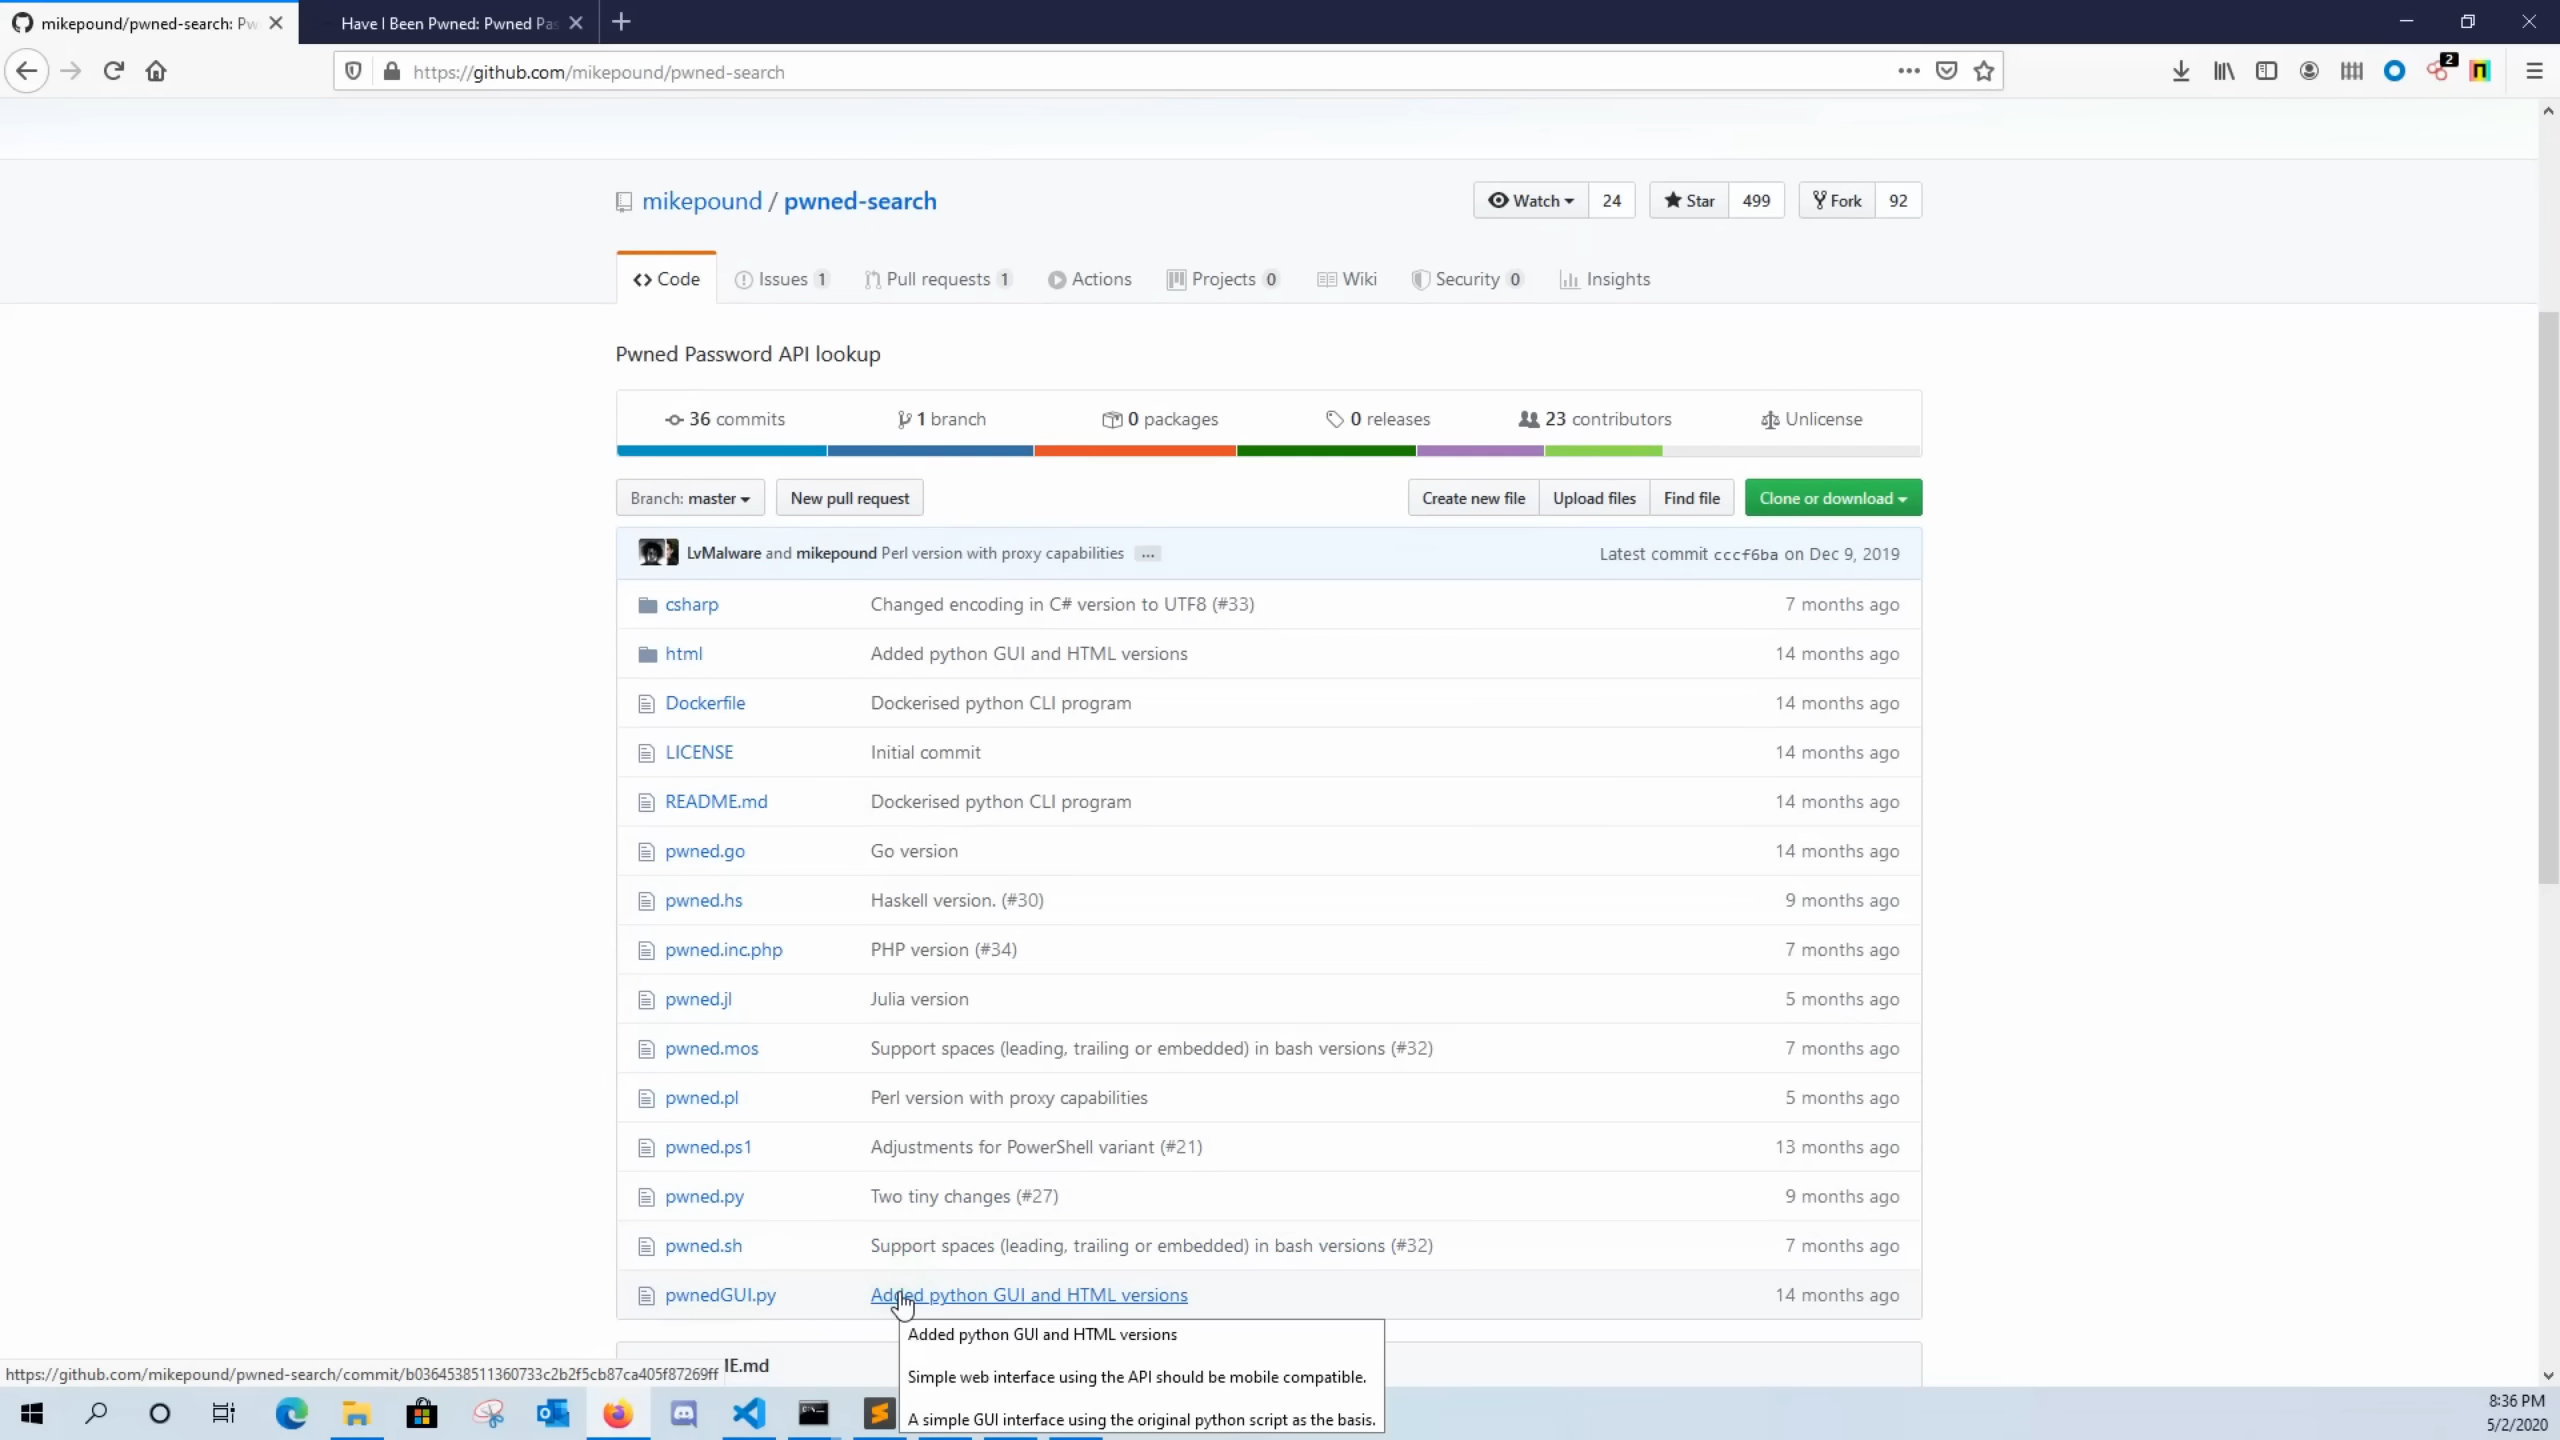 mikepound/pwned-search: Pw
Have I Been Pwned: Pwned Pas
https://github.com/mikepound/pwned-search
2
mikepound / pwned-search
Watch 24
Star 499
Fork 92
Code
Issues 1
Pull requests 1
Actions
Projects 0
Wiki
Security 0
Insights
Pwned Password API lookup
36 commits
1 branch
0 packages
0 releases
23 contributors
Unlicense
Branch: master
New pull request
Create new file
Upload files
Find file
Clone or download
LvMalware and mikepound Perl version with proxy capabilities ...
Latest commit cccf6ba on Dec 9, 2019
csharp Changed encoding in C# version to UTF8 (#33) 7 months ago
html Added python GUI and HTML versions 14 months ago
Dockerfile Dockerised python CLI program 14 months ago
LICENSE Initial commit 14 months ago
README.md Dockerised python CLI program 14 months ago
pwned.go Go version 14 months ago
pwned.hs Haskell version. (#30) 9 months ago
pwned.inc.php PHP version (#34) 7 months ago
pwned.jl Julia version 5 months ago
pwned.mos Support spaces (leading, trailing or embedded) in bash versions (#32) 7 months ago
pwned.pl Perl version with proxy capabilities 5 months ago
pwned.ps1 Adjustments for PowerShell variant (#21) 13 months ago
pwned.py Two tiny changes (#27) 9 months ago
pwned.sh Support spaces (leading, trailing or embedded) in bash versions (#32) 7 months ago
pwnedGUI.py Added python GUI and HTML versions 14 months ago
Added python GUI and HTML versions
Simple web interface using the API should be mobile compatible.
A simple GUI interface using the original python script as the basis.
https://github.com/mikepound/pwned-search/commit/b0364538511360733c2b2f5cb87ca405f87269ff
IE.md
8:36 PM
5/2/2020